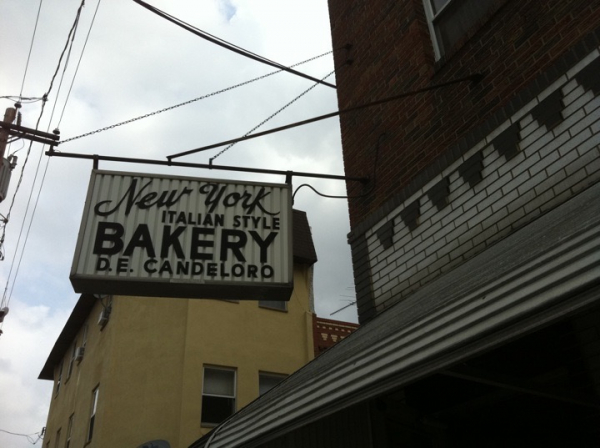 New York
ITALIAN STYLE
BAKERY
D.E. CANDELORO